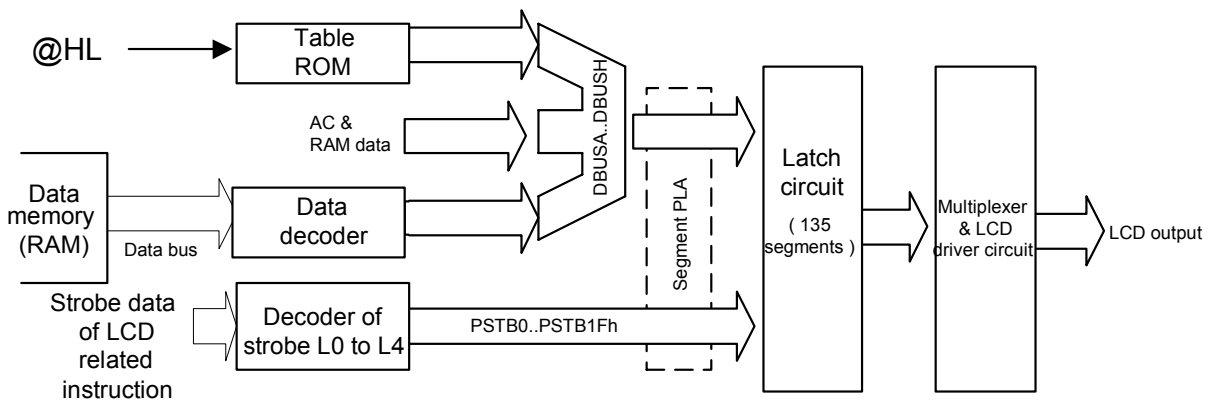 @HL
Table
ROM
AC &
RAM data
DBUSA..DBUSH
Data
memory
(RAM)
Data bus
Data
decoder
Segment PLA
Latch
circuit
( 135
segments )
Multiplexer
& LCD
driver circuit
LCD output
Strobe data
of LCD
related
instruction
Decoder of
strobe L0 to L4
PSTB0..PSTB1Fh